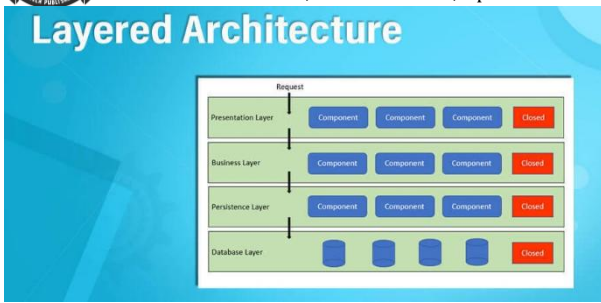 Layered Architecture
Request
Presentation Layer Component Component Component Closed
Business Layer Component Component Component Closed
Persistence Layer Component Component Component Closed
Database Layer Closed